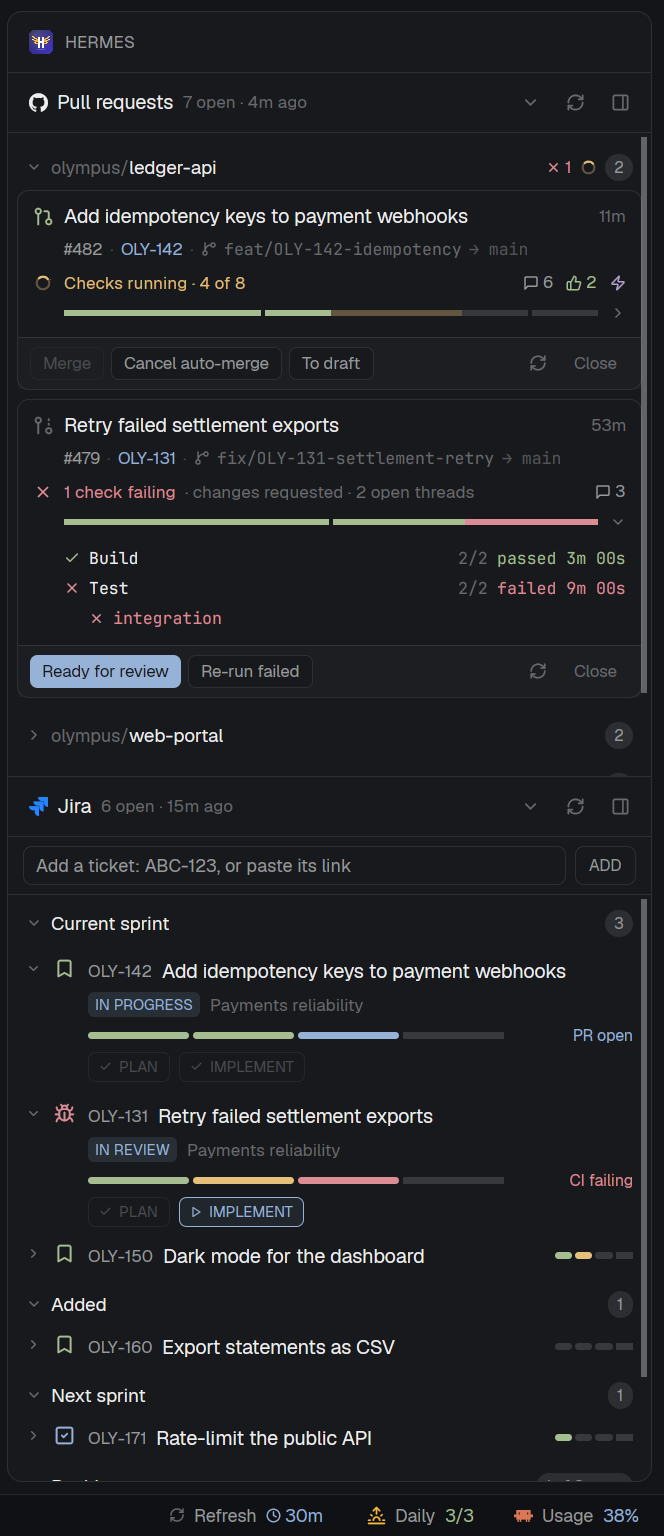 HERMES
Pull requests 7 open · 4m ago
olympus/ledger-api 1 2
Add idempotency keys to payment webhooks 11m
#482 · OLY-142 · feat/OLY-142-idempotency → main
Checks running · 4 of 8 6 2
Merge Cancel auto-merge To draft Close
Retry failed settlement exports 53m
#479 · OLY-131 · fix/OLY-131-settlement-retry → main
1 check failing · changes requested · 2 open threads 3
Build 2/2 passed 3m 00s
Test 2/2 failed 9m 00s
integration
Ready for review Re-run failed Close
olympus/web-portal 2
Jira 6 open · 15m ago
Add a ticket: ABC-123, or paste its link ADD
Current sprint 3
OLY-142 Add idempotency keys to payment webhooks
IN PROGRESS Payments reliability
PR open
PLAN IMPLEMENT
OLY-131 Retry failed settlement exports
IN REVIEW Payments reliability
CI failing
PLAN IMPLEMENT
OLY-150 Dark mode for the dashboard
Added 1
OLY-160 Export statements as CSV
Next sprint 1
OLY-171 Rate-limit the public API
Refresh 30m Daily 3/3 Usage 38%